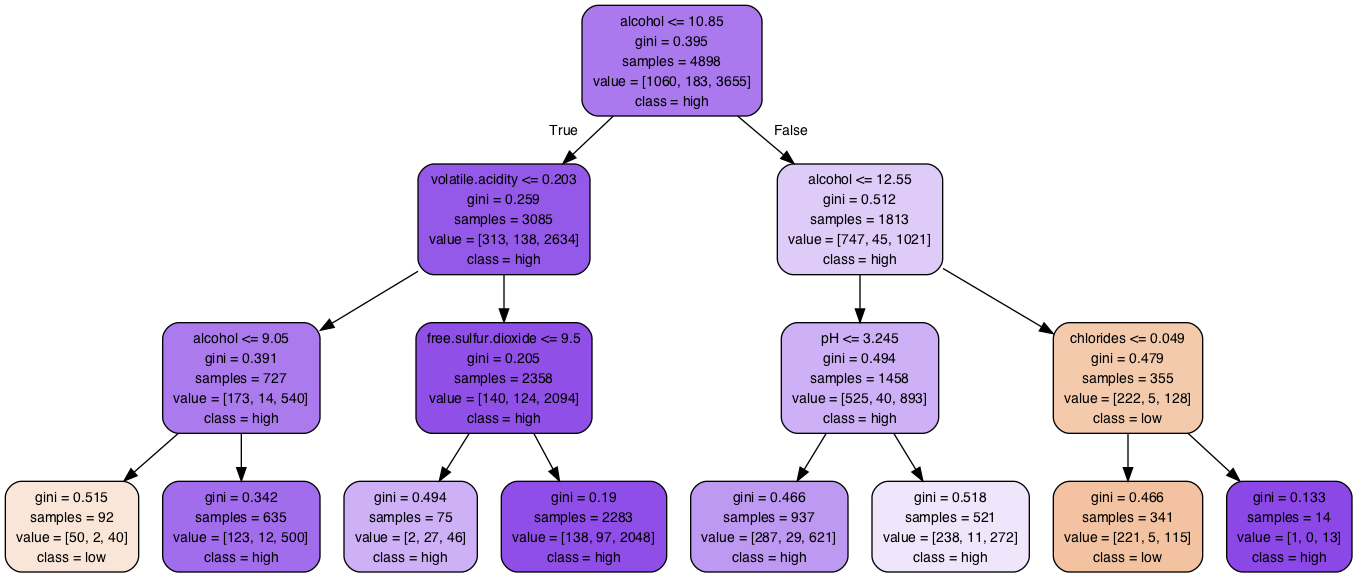 alcohol <= 10.85
gini = 0.395
samples = 4898
value = [1060, 183, 3655]
class = high
True
False
volatile.acidity <= 0.203
gini = 0.259
samples = 3085
value = [313, 138, 2634]
class = high
alcohol <= 12.55
gini = 0.512
samples = 1813
value = [747, 45, 1021]
class = high
alcohol <= 9.05
gini = 0.391
samples = 727
value = [173, 14, 540]
class = high
free.sulfur.dioxide <= 9.5
gini = 0.205
samples = 2358
value = [140, 124, 2094]
class = high
pH <= 3.245
gini = 0.494
samples = 1458
value = [525, 40, 893]
class = high
chlorides <= 0.049
gini = 0.479
samples = 355
value = [222, 5, 128]
class = low
gini = 0.515
samples = 92
value = [50, 2, 40]
class = low
gini = 0.342
samples = 635
value = [123, 12, 500]
class = high
gini = 0.494
samples = 75
value = [2, 27, 46]
class = high
gini = 0.19
samples = 2283
value = [138, 97, 2048]
class = high
gini = 0.466
samples = 937
value = [287, 29, 621]
class = high
gini = 0.518
samples = 521
value = [238, 11, 272]
class = high
gini = 0.466
samples = 341
value = [221, 5, 115]
class = low
gini = 0.133
samples = 14
value = [1, 0, 13]
class = high